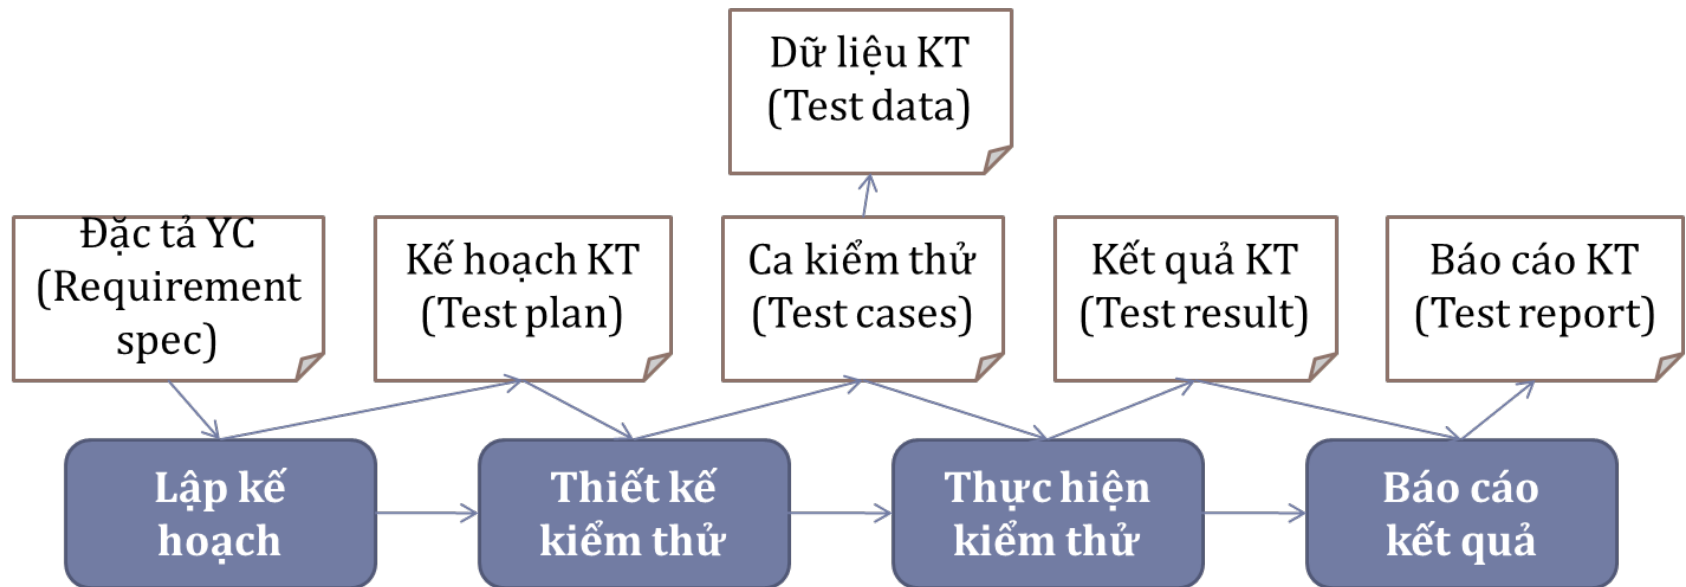 Dữ liệu KT
(Test data)
Đặc tả YC
(Requirement
spec)
Kế hoạch KT
(Test plan)
Ca kiểm thử
(Test cases)
Kết quả KT
(Test result)
Báo cáo KT
(Test report)
Lập kế
hoạch
Thiết kế
kiểm thử
Thực hiện
kiểm thử
Báo cáo
kết quả